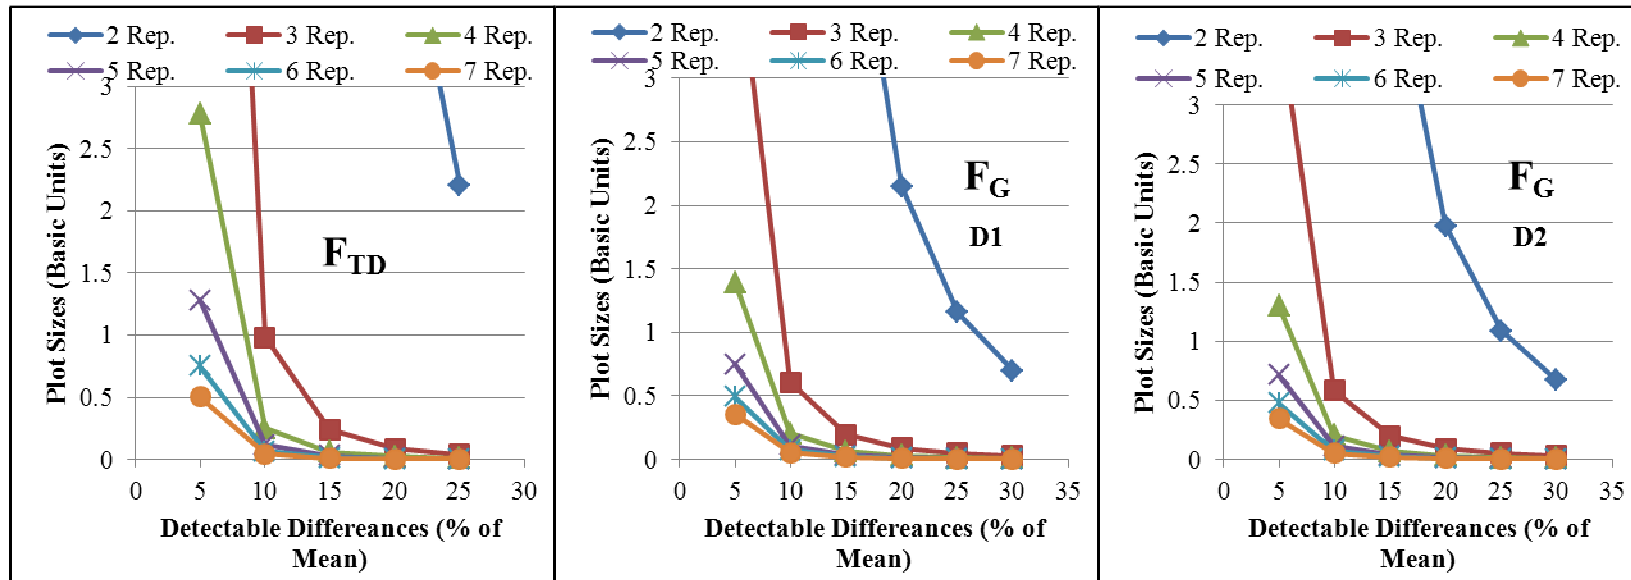 2 Rep. 3 Rep. 4 Rep.
5 Rep. 6 Rep. 7 Rep.
Plot Sizes (Basic Units)
3
2.5
2
1.5
1
0.5
0
F_TD
0 5 10 15 20 25 30
Detectable Differeances (% of
Mean)
2 Rep. 3 Rep. 4 Rep.
5 Rep. 6 Rep. 7 Rep.
Plot Sizes (Basic Units)
3
2.5
2
1.5
1
0.5
0
F_G
D1
0 5 10 15 20 25 30 35
Detectable Differeances (% of
Mean)
2 Rep. 3 Rep. 4 Rep.
5 Rep. 6 Rep. 7 Rep.
Plot Sizes (Basic Units)
3
2.5
2
1.5
1
0.5
0
F_G
D2
0 5 10 15 20 25 30 35
Detectable Differeances (% of
Mean)